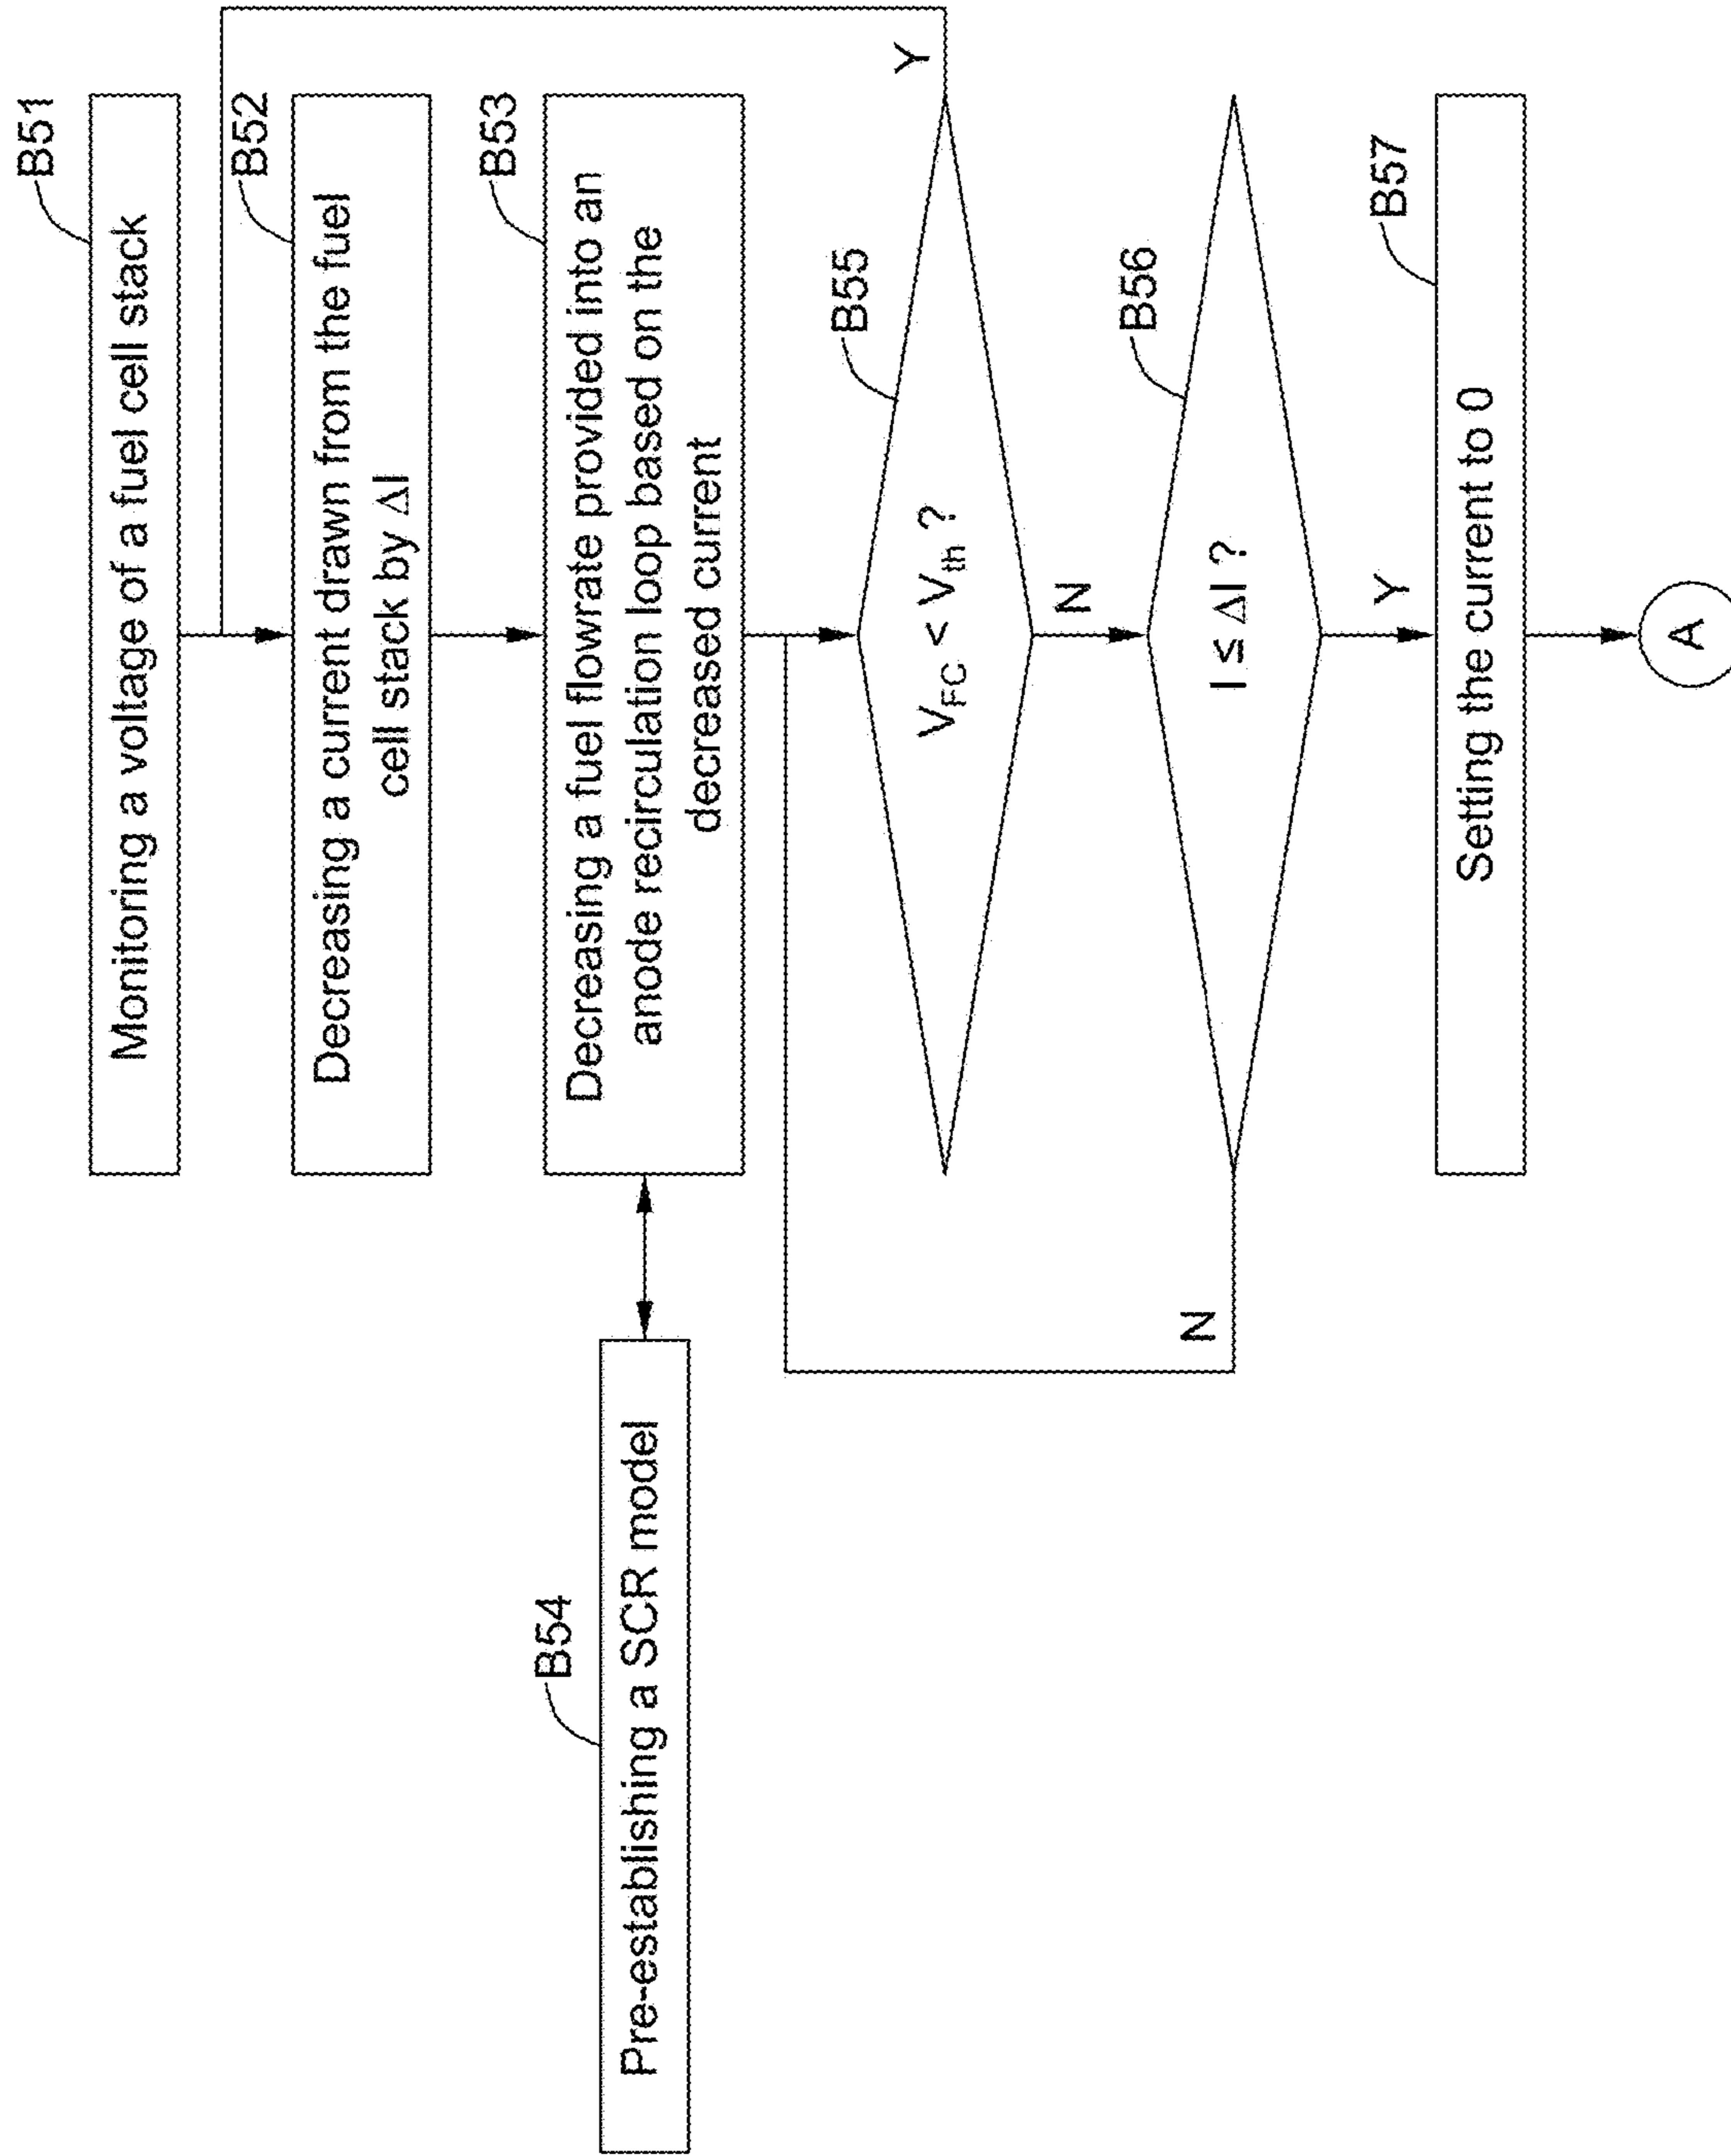 B51
Monitoring a voltage of a fuel cell stack
B52
Decreasing a current drawn from the fuel
cell stack by ΔI
B53
Decreasing a fuel flowrate provided into an
anode recirculation loop based on the
decreased current
B54
Pre-establishing a SCR model
B55
V_FC < V_th ?
Y
N
B56
I ≤ ΔI ?
N
Y
B57
Setting the current to 0
A